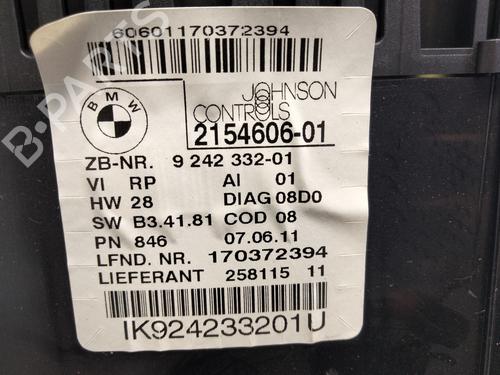 60601170372394
BMW
JOHNSON
CONTROLS
2154606-01
ZB-NR. 9 242 332-01
VI RP AI 01
HW 28 DIAG 08D0
SW B3.41.81 COD 08
PN 846 07.06.11
LFND. NR. 170372394
LIEFERANT 258115 11
IK924233201U